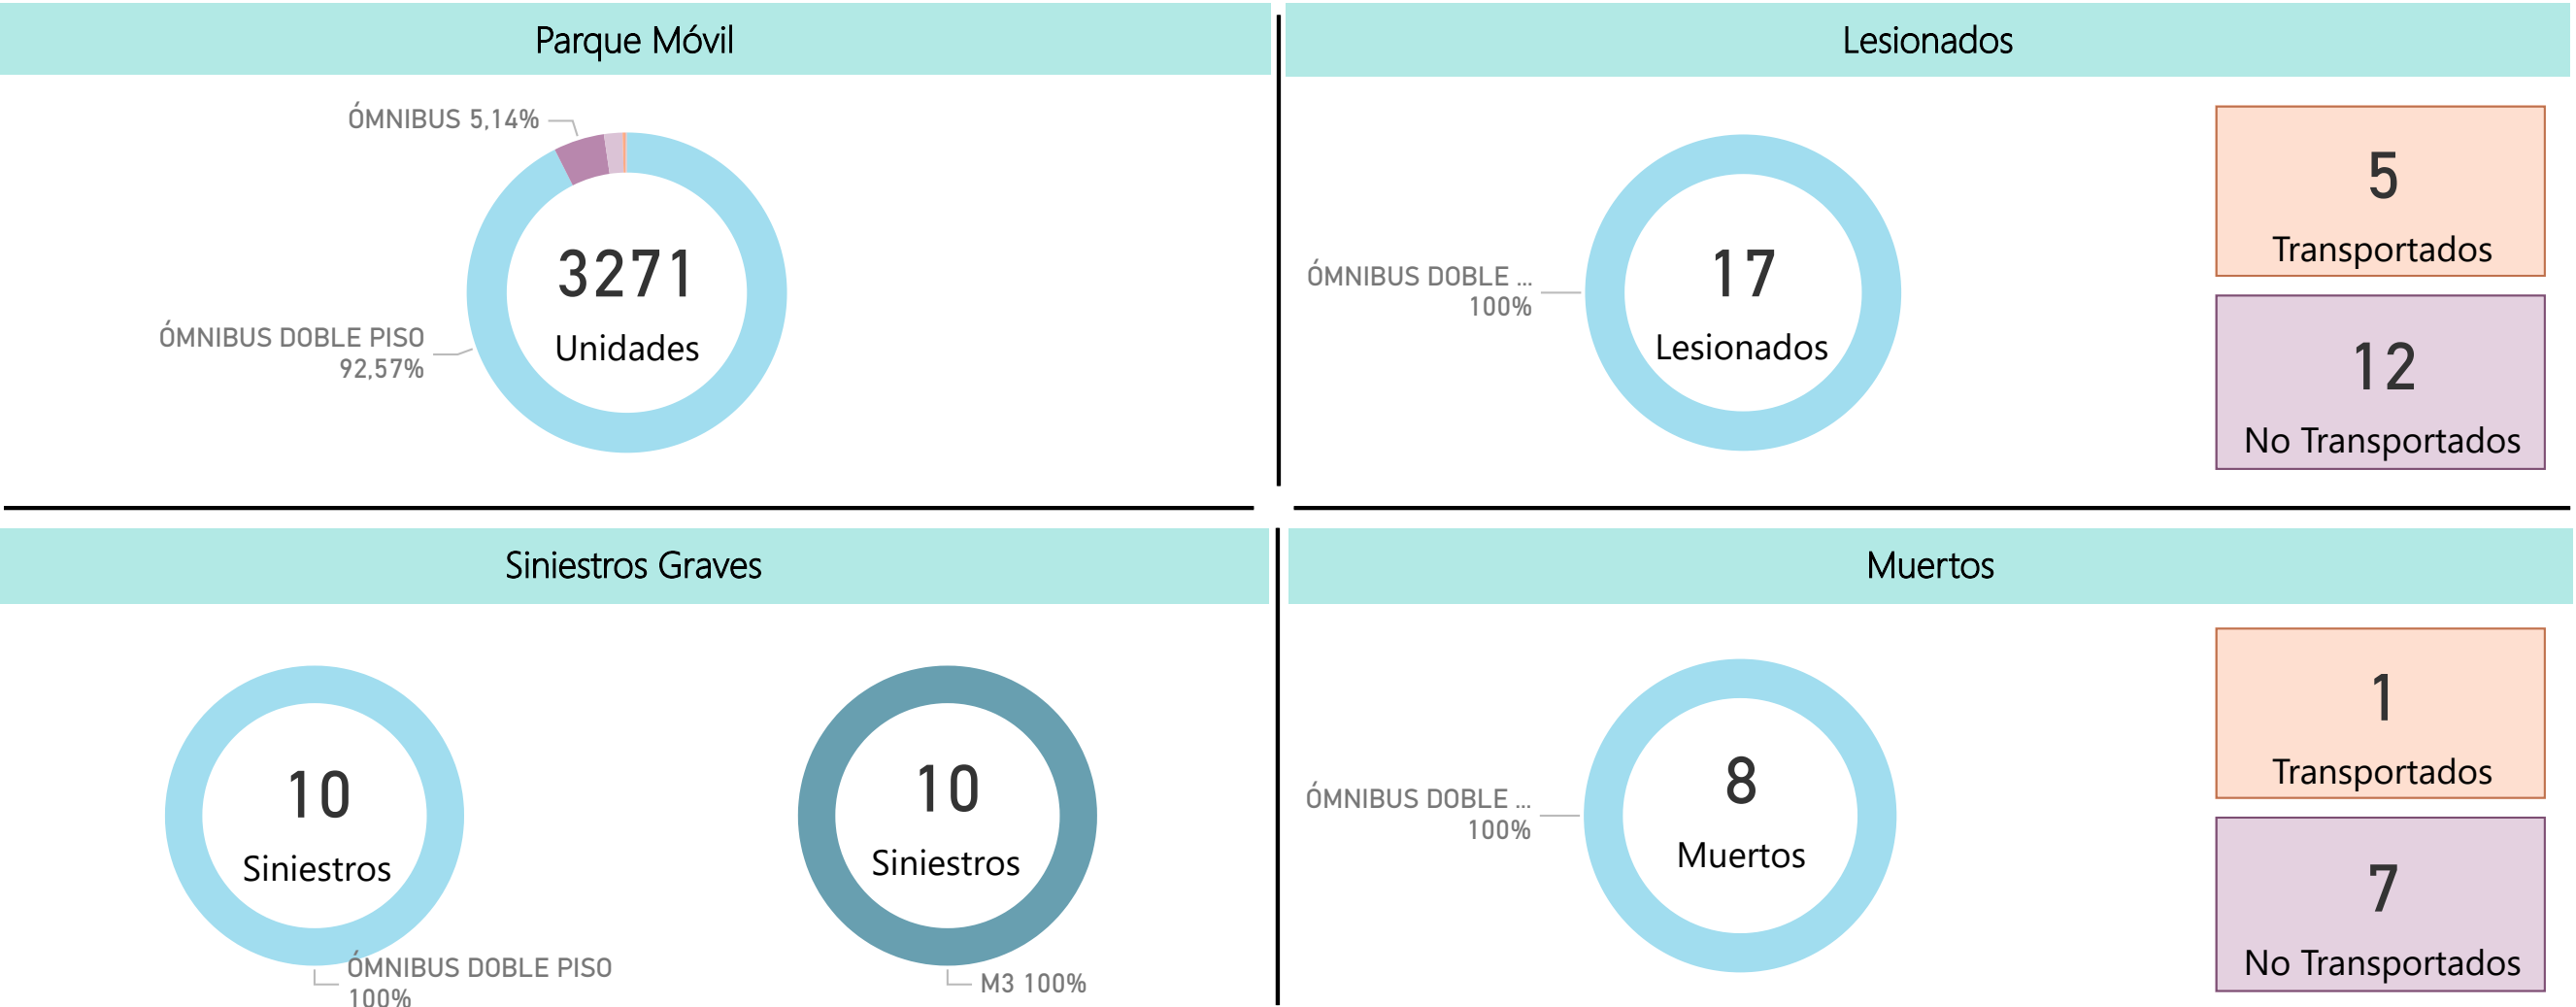 Parque Móvil
ÓMNIBUS 5,14%
3271
Unidades
ÓMNIBUS DOBLE PISO
92,57%
Lesionados
ÓMNIBUS DOBLE ...
100%
17
Lesionados
5
Transportados
12
No Transportados
Siniestros Graves
10
Siniestros
ÓMNIBUS DOBLE PISO
100%
10
Siniestros
M3 100%
Muertos
ÓMNIBUS DOBLE ...
100%
8
Muertos
1
Transportados
7
No Transportados